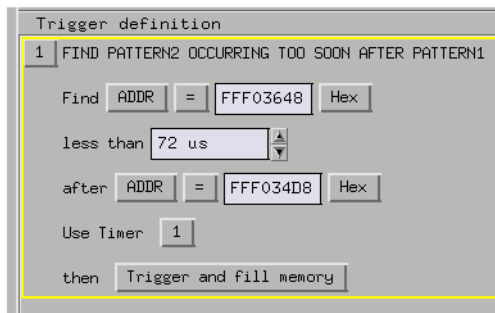 Trigger definition
1 FIND PATTERN2 OCCURRING TOO SOON AFTER PATTERN1
Find ADDR = FFF03648 Hex
less than 72 us
after ADDR = FFF034D8 Hex
Use Timer 1
then Trigger and fill memory